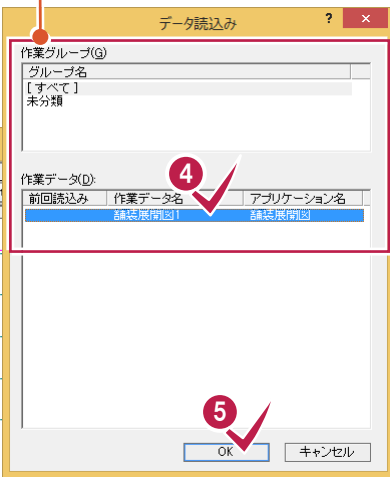 データ読込み
? ×
作業グループ(G)
グループ名
[すべて]
未分類
4
作業データ(D):
前回読込み 作業データ名 アプリケーション名
舗装展開図1 舗装展開図
5
OK キャンセル